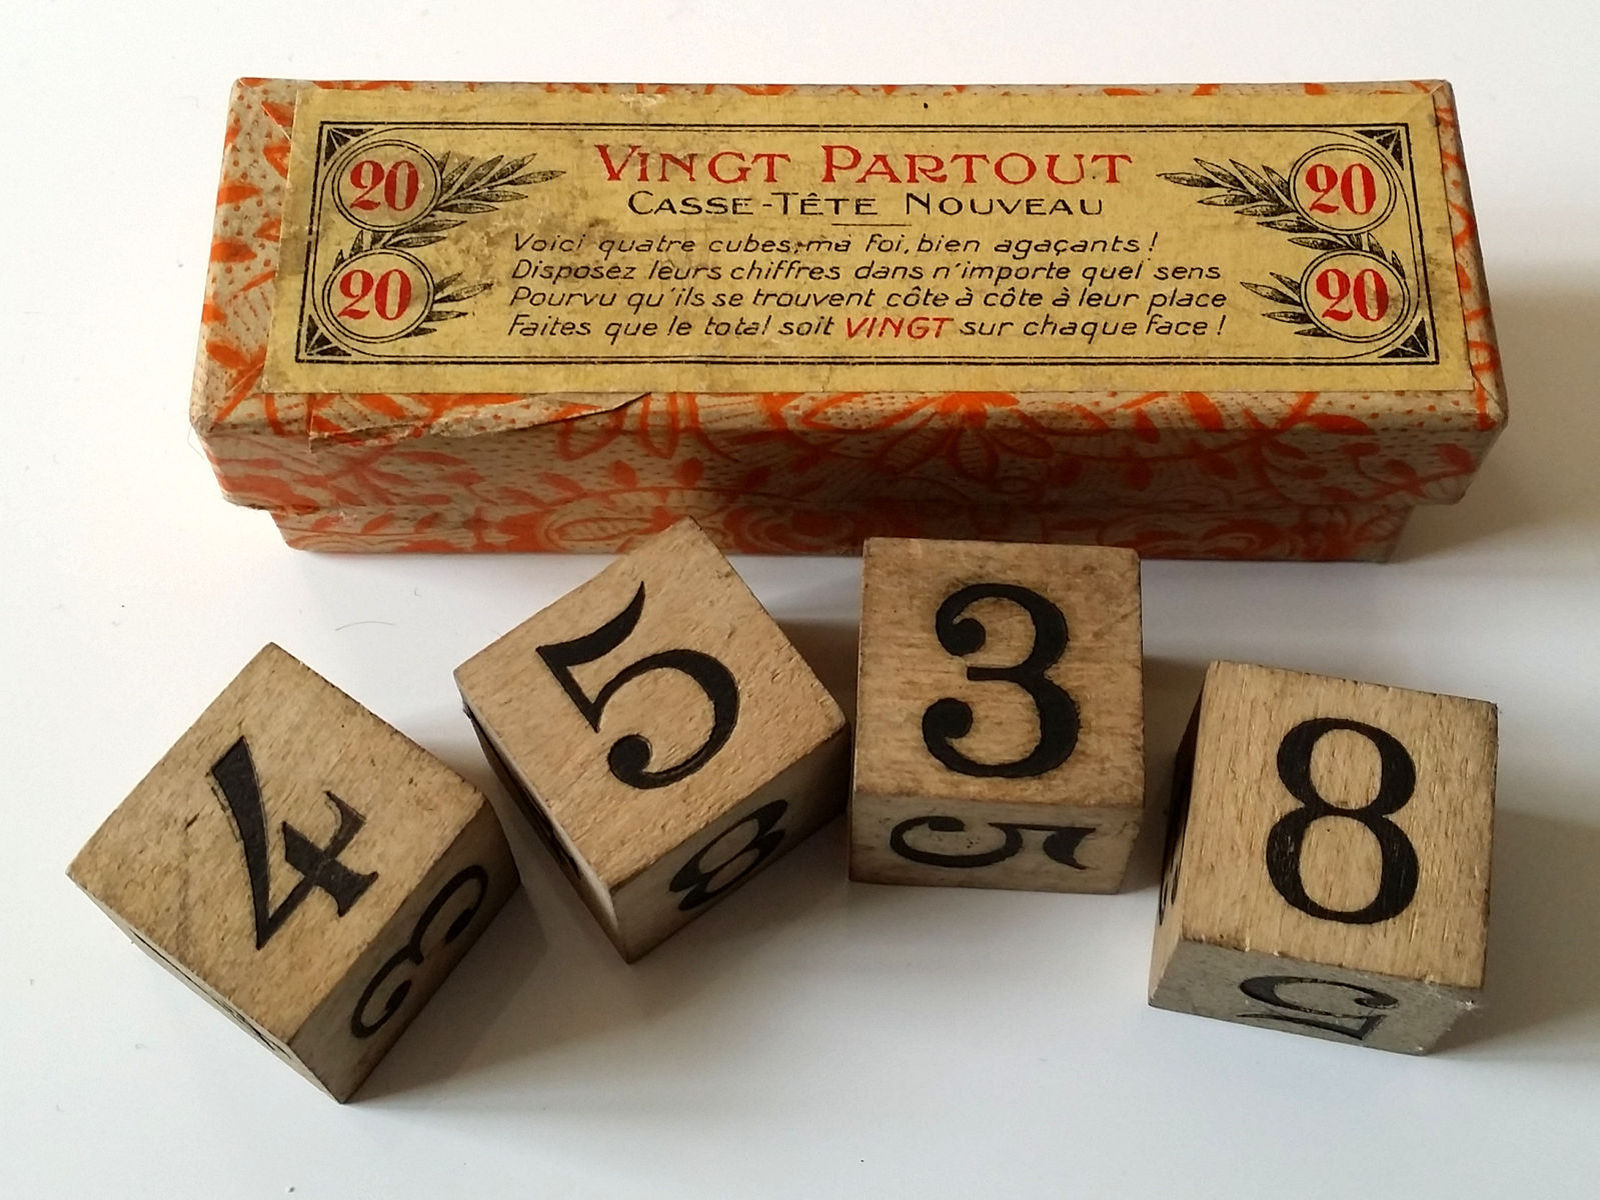 20 VINGT PARTOUT 20
CASSE-TÊTE NOUVEAU
Voici quatre cubes, ma foi, bien agaçants !
Disposez leurs chiffres dans n'importe quel sens
20 Pourvu qu'ils se trouvent côte à côte à leur place 20
Faites que le total soit VINGT sur chaque face !
4 5 3 8
3 8 5 5